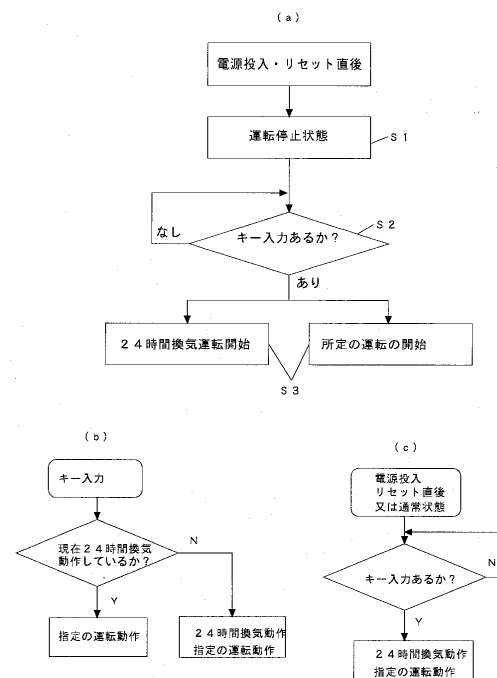 （a）
電源投入・リセット直後
運転停止状態
S1
S2
なし
キー入力あるか？
あり
24時間換気運転開始
所定の運転の開始
S3
（b）
キー入力
現在24時間換気
動作しているか？
N
Y
指定の運転動作
24時間換気動作
指定の運転動作
（c）
電源投入
リセット直後
又は通常状態
キー入力あるか？
N
Y
24時間換気動作
指定の運転動作